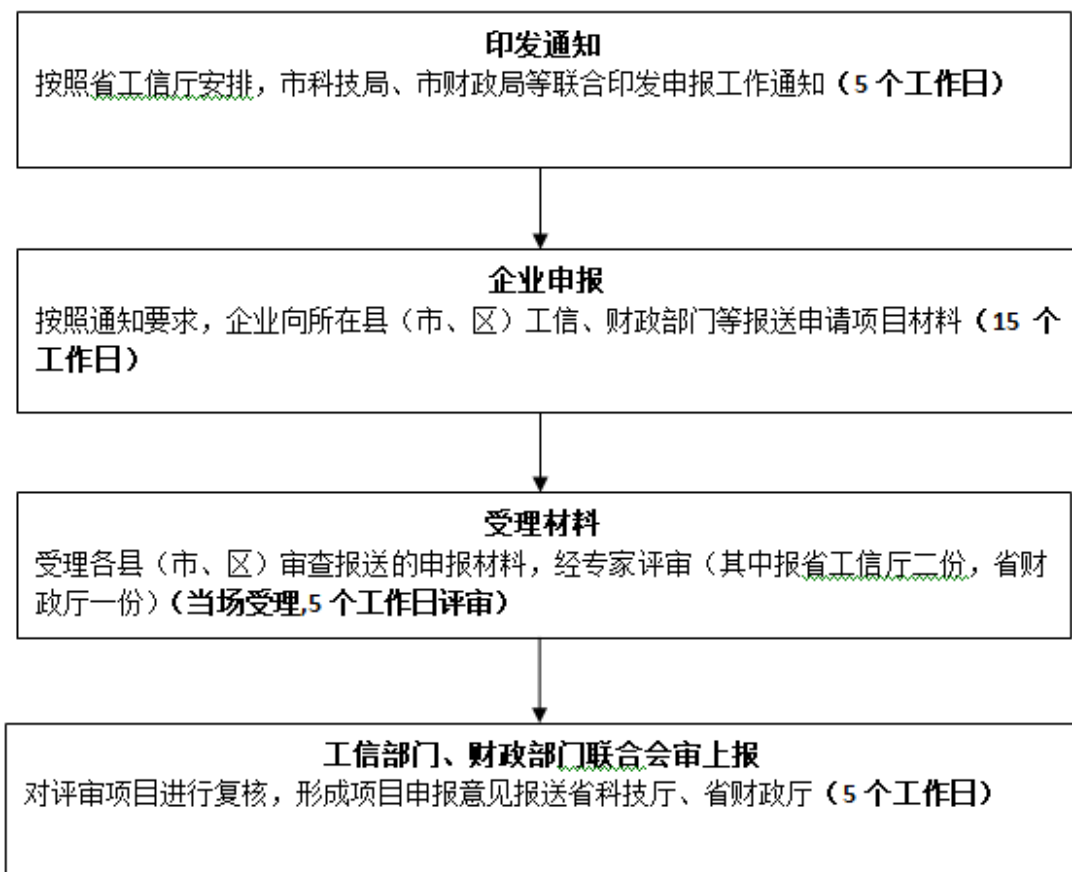 印发通知
按照省工信厅安排，市科技局、市财政局等联合印发申报工作通知（5 个工作日）
企业申报
按照通知要求，企业向所在县（市、区）工信、财政部门等报送申请项目材料（15 个
工作日）
受理材料
受理各县（市、区）审查报送的申报材料，经专家评审（其中报省工信厅二份，省财
政厅一份）（当场受理,5 个工作日评审）
工信部门、财政部门联合会审上报
对评审项目进行复核，形成项目申报意见报送省科技厅、省财政厅（5 个工作日）